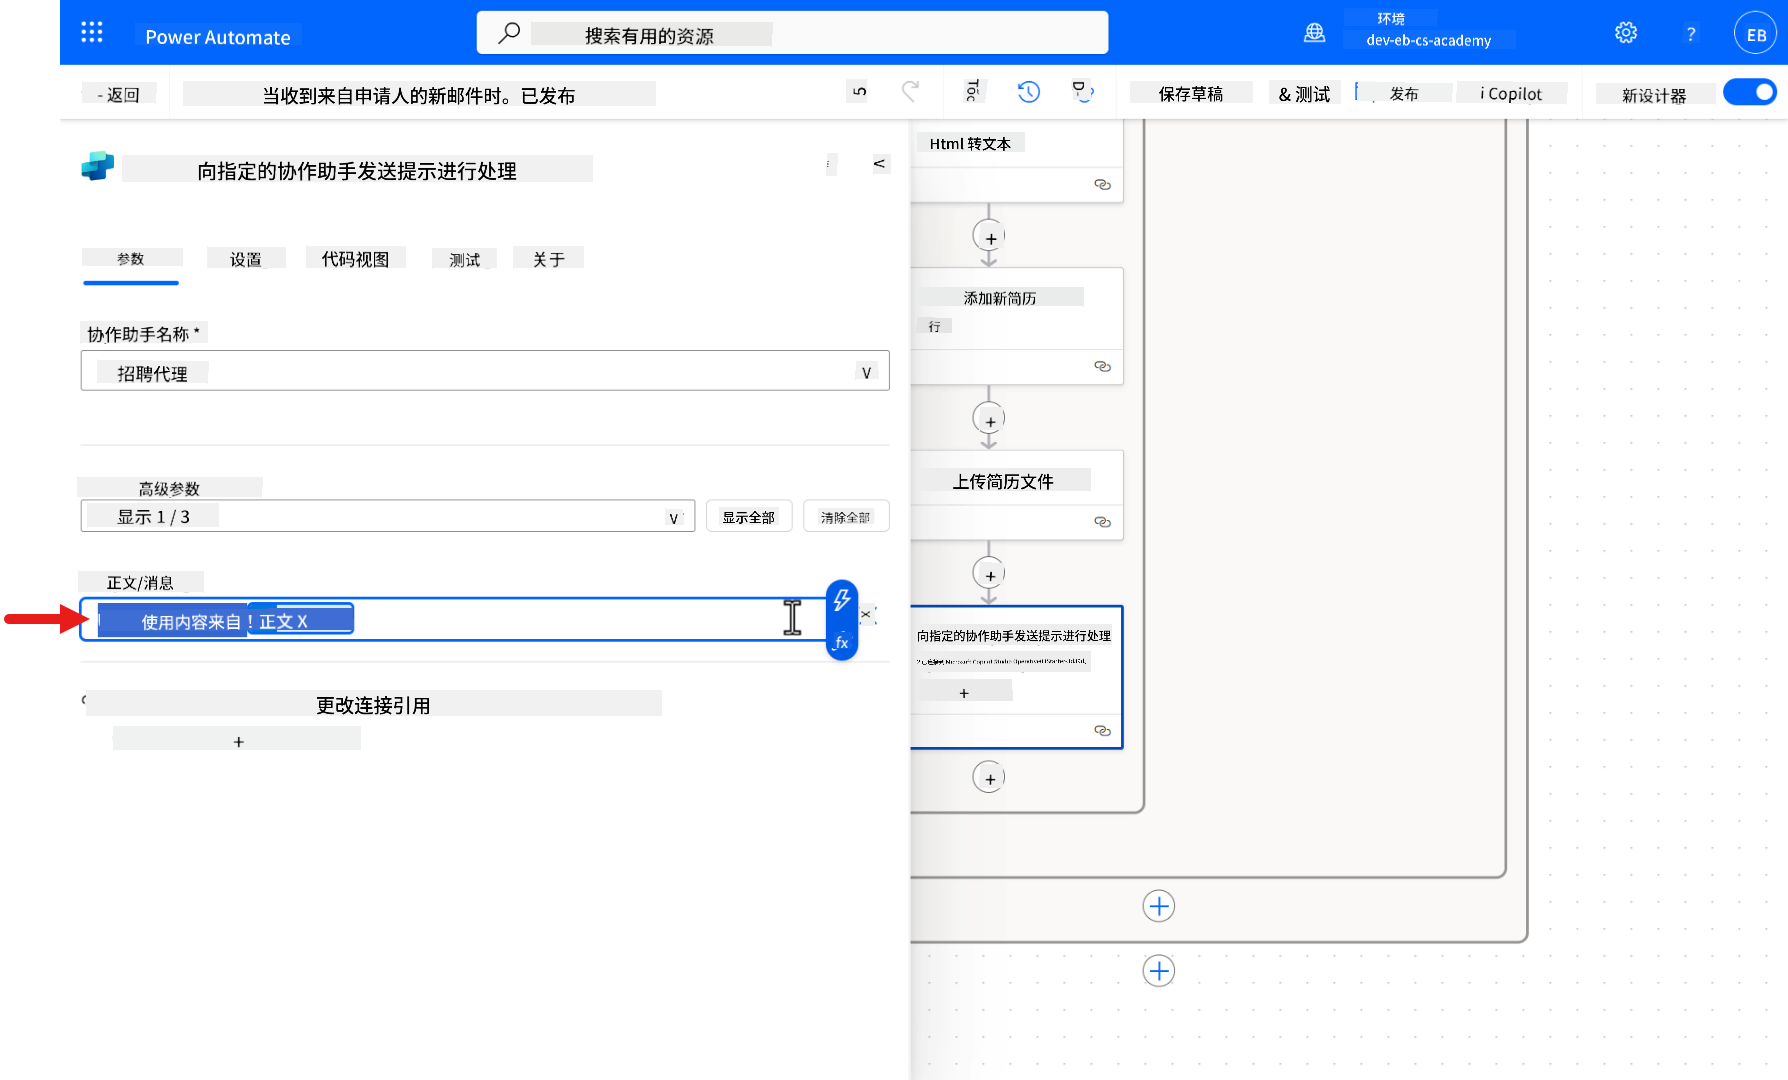 Power Automate
搜索有用的资源
环境
dev-eb-cs-academy
?
EB
- 返回
当收到来自申请人的新邮件时。已发布
保存草稿
& 测试
发布
i Copilot
新设计器
向指定的协作助手发送提示进行处理
<
参数
设置
代码视图
测试
关于
协作助手名称 *
招聘代理
V
高级参数
显示 1 / 3
V
显示全部
清除全部
正文/消息
使用内容来自！正文 X
fx
×
更改连接引用
+
Html 转文本
+
添加新简历
行
+
上传简历文件
+
向指定的协作助手发送提示进行处理
+
+